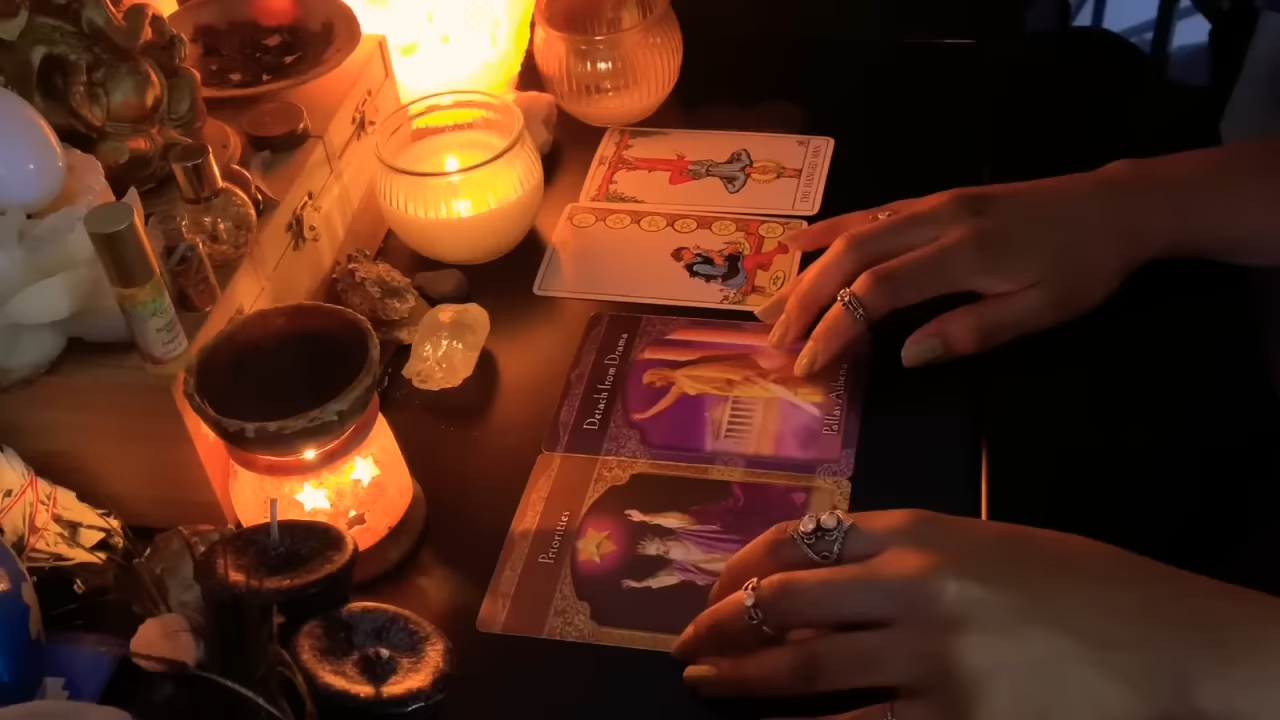 THE HANGED MAN.
Detach from Drama
Pallas Athena
Priorities